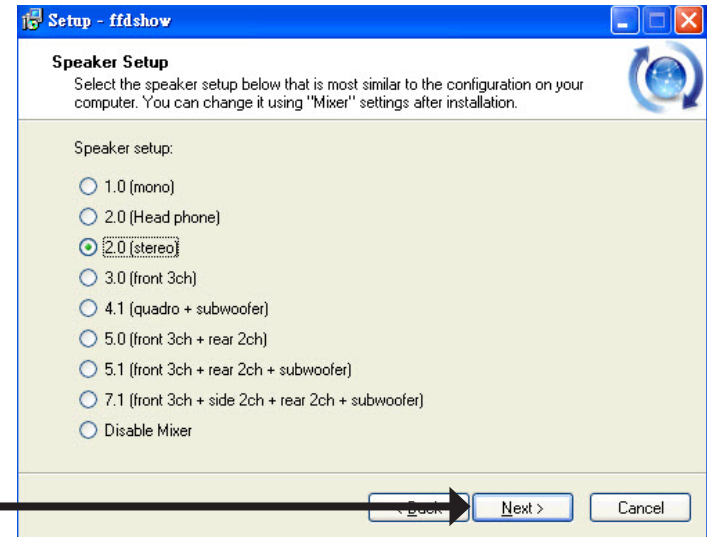 Setup - ffdshow
Speaker Setup
Select the speaker setup below that is most similar to the configuration on your
computer. You can change it using "Mixer" settings after installation.
Speaker setup:
1.0 (mono)
2.0 (Head phone)
2.0 (stereo)
3.0 (front 3ch)
4.1 (quadro + subwoofer)
5.0 (front 3ch + rear 2ch)
5.1 (front 3ch + rear 2ch + subwoofer)
7.1 (front 3ch + side 2ch + rear 2ch + subwoofer)
Disable Mixer
< Back Next > Cancel